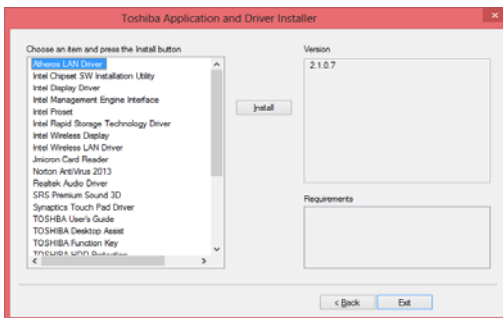 Toshiba Application and Driver Installer
Choose an item and press the Install button
Version
Atheros LAN Driver
Intel Chipset SW Installation Utility
Intel Display Driver
Intel Management Engine Interface
Intel Proset
Intel Rapid Storage Technology Driver
Intel Wireless Display
Intel Wireless LAN Driver
Jmicron Card Reader
Norton AntiVirus 2013
Realtek Audio Driver
SRS Premium Sound 3D
Synaptics Touch Pad Driver
TOSHIBA User's Guide
TOSHIBA Desktop Assist
TOSHIBA Function Key
TOSHIBA HDD Protection
Install
2.1.0.7
Requirements
< Back
Exit